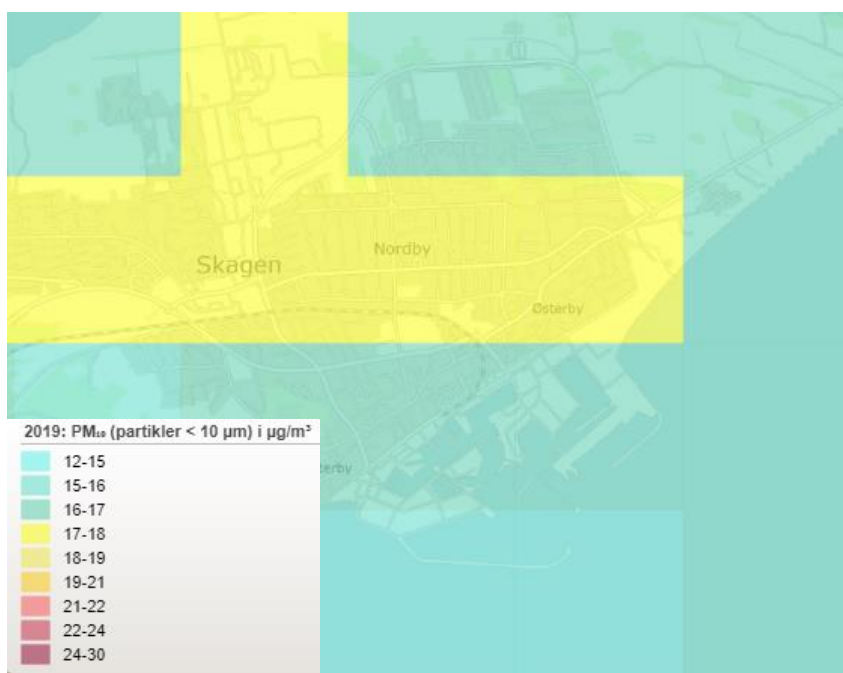 Skagen
Nordby
Østerby
2019: PM₁₀ (partikler < 10 µm) i µg/m³
12-15
15-16
16-17
17-18
18-19
19-21
21-22
22-24
24-30